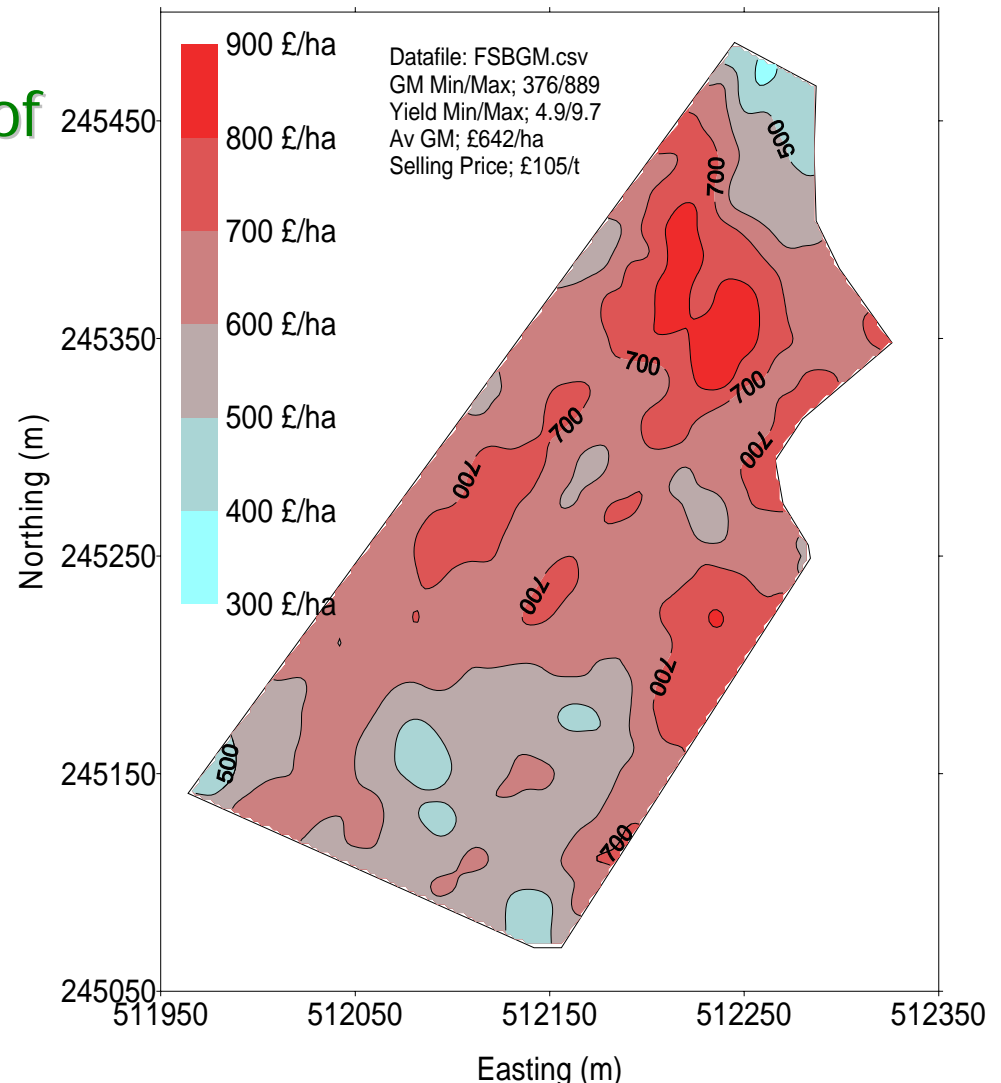 of
900 £/ha
800 £/ha
700 £/ha
600 £/ha
500 £/ha
400 £/ha
300 £/ha
Datafile: FSBGM.csv
GM Min/Max; 376/889
Yield Min/Max; 4.9/9.7
Av GM; £642/ha
Selling Price; £105/t
500
700
700
700
700
700
700
700
700
500
700
Northing (m)
245450
245350
245250
245150
245050
511950
512050
512150
512250
512350
Easting (m)